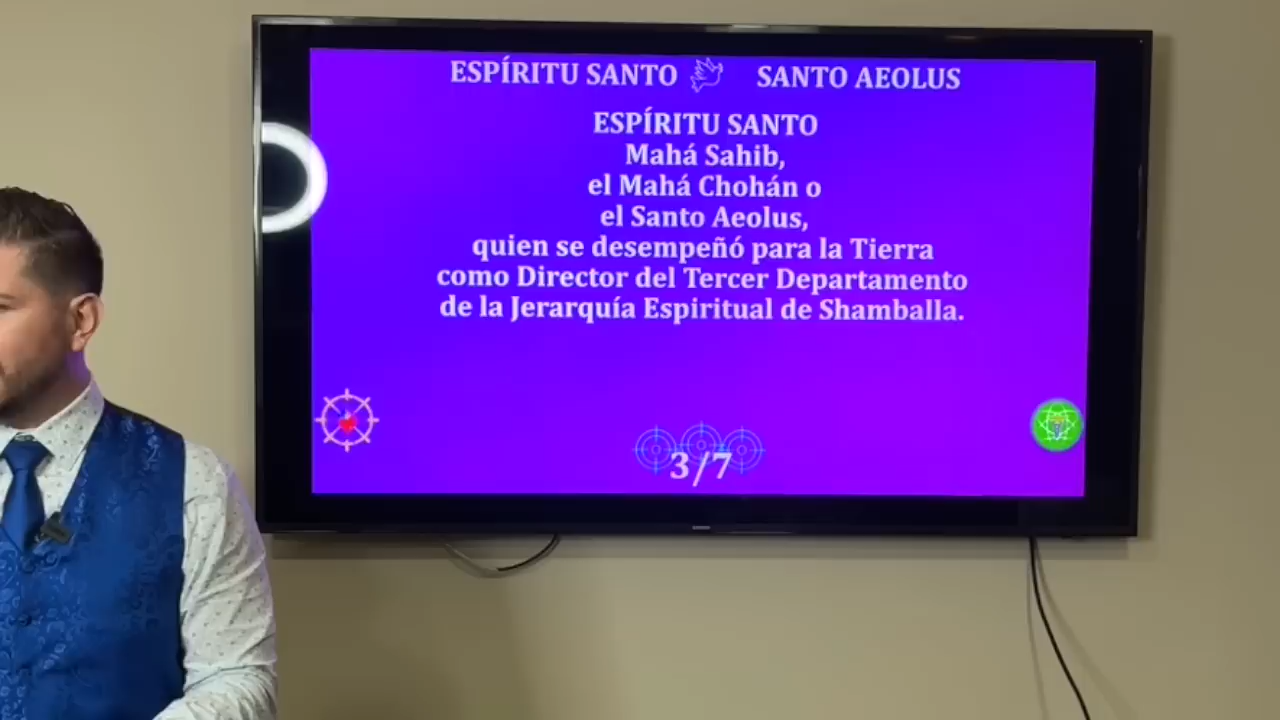 ESPÍRITU SANTO SANTO AEOLUS
ESPÍRITU SANTO
Mahá Sahib,
el Mahá Chohán o
el Santo Aeolus,
quien se desempeñó para la Tierra
como Director del Tercer Departamento
de la Jerarquía Espiritual de Shamballa.
3/7